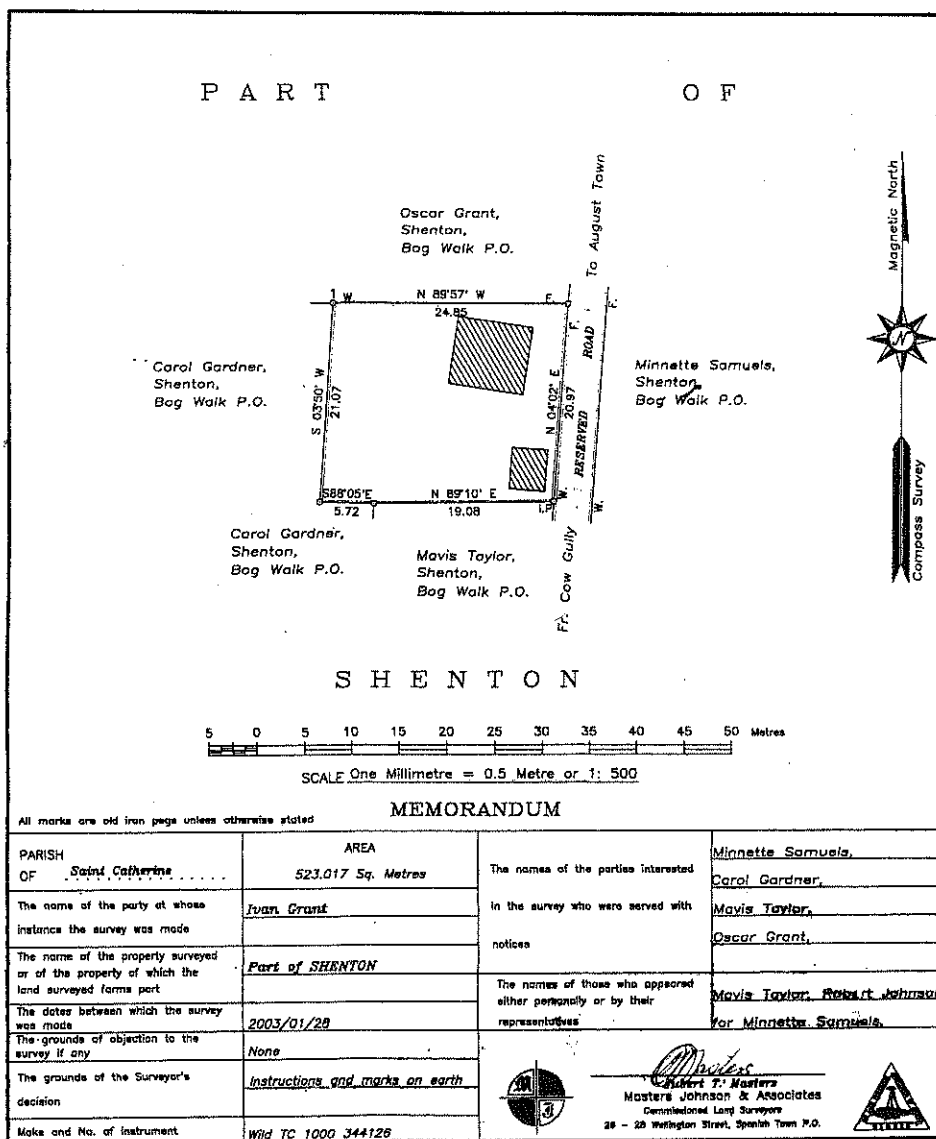 PART OF
Oscar Grant,
Shenton,
Bog Walk P.O.
To August Town
Magnetic North
1 W. N 89°57' W F.
24.85
F.
F.
Carol Gardner,
Shenton,
Bog Walk P.O.
S 03°50' W
21.07
N 04°02' E
20.97
RESERVED ROAD
Minnette Samuels,
Shenton,
Bog Walk P.O.
N
S88°05'E N 89°10' E
5.72 19.08
I.P. W.
W.
Carol Gardner,
Shenton,
Bog Walk P.O.
Mavis Taylor,
Shenton,
Bog Walk P.O.
Fr. Cow Gully
Compass Survey
SHENTON
5 0 5 10 15 20 25 30 35 40 45 50 Metres
SCALE One Millimetre = 0.5 Metre or 1: 500
MEMORANDUM
All marks are old iron pegs unless otherwise stated
PARISH
OF Saint Catherine
AREA
523.017 Sq. Metres
The name of the party at whose
instance the survey was made
Ivan Grant
The name of the property surveyed
or of the property of which the
land surveyed forms part
Part of SHENTON
The dates between which the survey
was made
2003/01/28
The grounds of objection to the
survey if any
None
The grounds of the Surveyor's
decision
Instructions and marks on earth
Make and No. of instrument
Wild TC 1000 344126
The names of the parties interested
in the survey who were served with
notices
Minnette Samuels,
Carol Gardner,
Mavis Taylor,
Oscar Grant,
The names of those who appeared
either personally or by their
representatives
Mavis Taylor, Robert Johnson
for Minnette Samuels.
M
J
Masters
T. Masters
Masters Johnson & Associates
Commissioned Land Surveyors
26 - 28 Wellington Street, Spanish Town P.O.